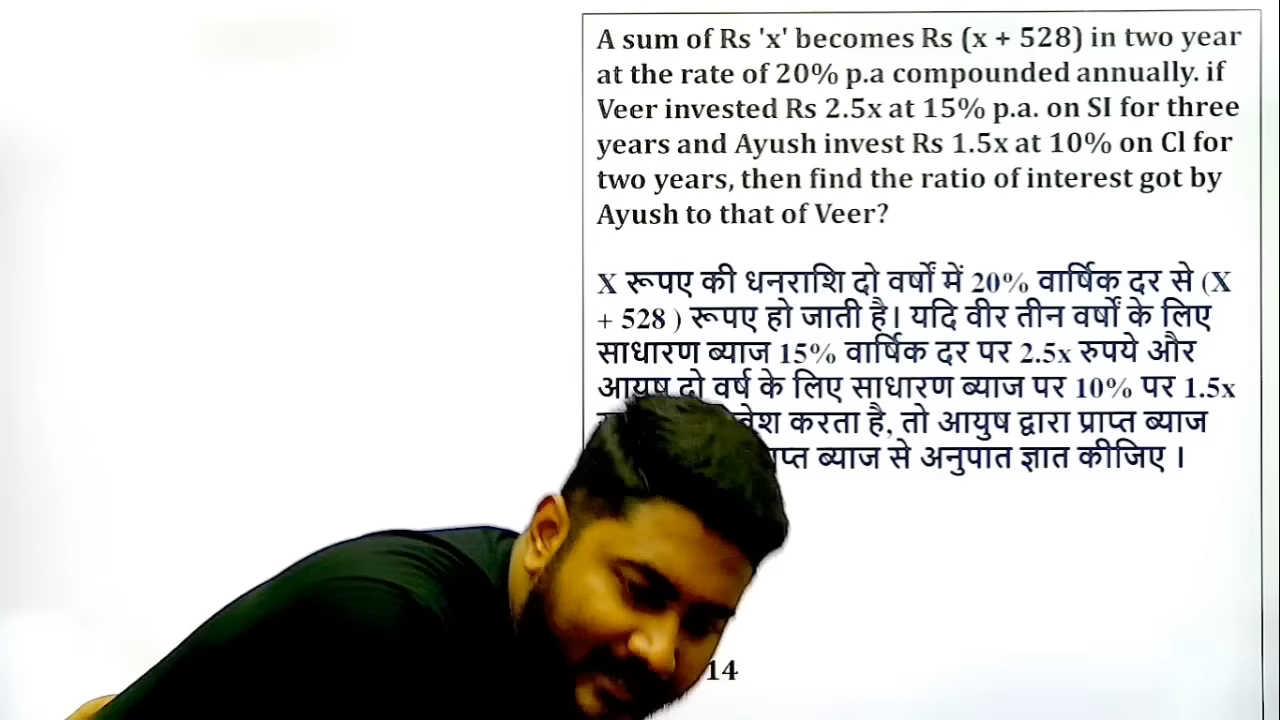 A sum of Rs 'x' becomes Rs (x + 528) in two year
at the rate of 20% p.a compounded annually. if
Veer invested Rs 2.5x at 15% p.a. on SI for three
years and Ayush invest Rs 1.5x at 10% on Cl for
two years, then find the ratio of interest got by
Ayush to that of Veer?
X रूपए की धनराशि दो वर्षों में 20% वार्षिक दर से (X
+ 528 ) रूपए हो जाती है। यदि वीर तीन वर्षों के लिए
साधारण ब्याज 15% वार्षिक दर पर 2.5x रुपये और
आयुष दो वर्ष के लिए साधारण ब्याज पर 10% पर 1.5x
करता है, तो आयुष द्वारा प्राप्त ब्याज
ब्याज से अनुपात ज्ञात कीजिए ।
14